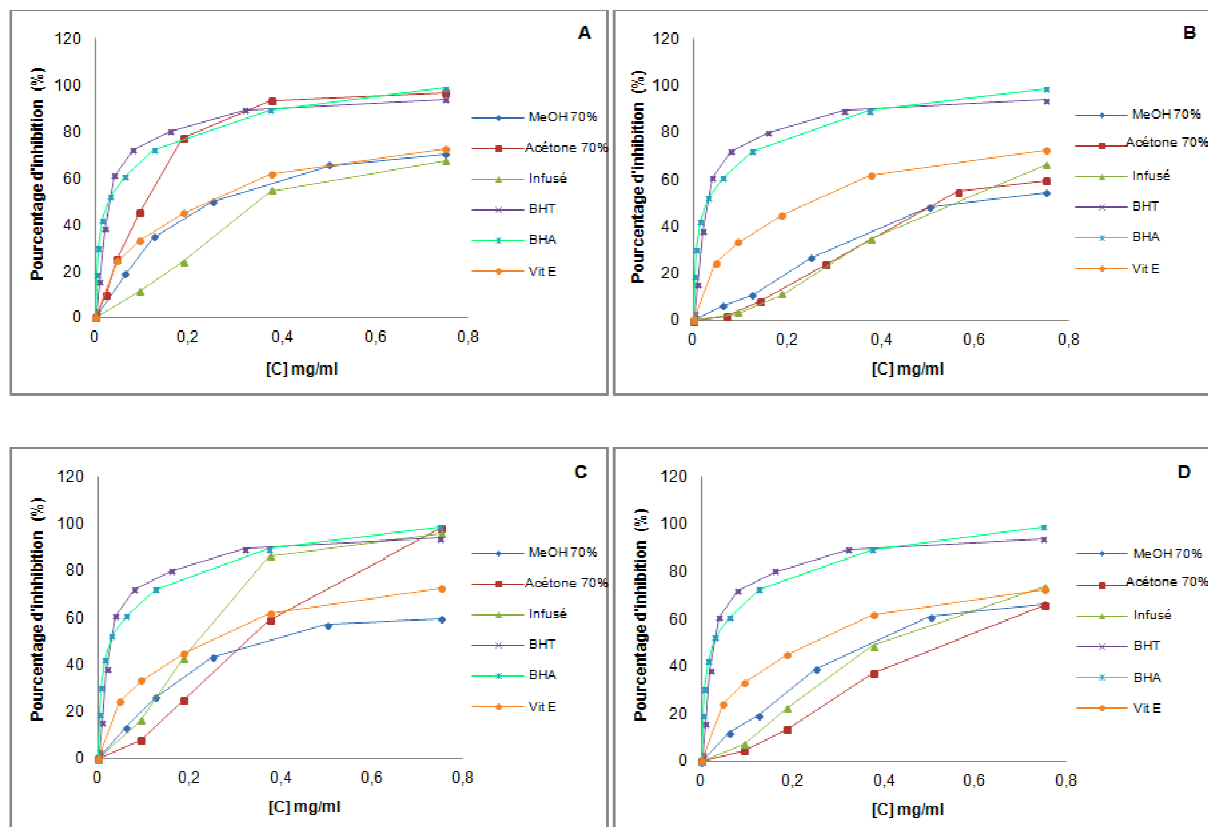 A
Pourcentage d'inhibition (%)
120
100
80
60
40
20
0
0
0,2
0,4
0,6
0,8
[C] mg/ml
MeOH 70%
Acétone 70%
Infusé
BHT
BHA
Vit E
B
Pourcentage d'inhibition (%)
120
100
80
60
40
20
0
0
0,2
0,4
0,6
0,8
[C] mg/ml
MeOH 70%
Acétone 70%
Infusé
BHT
BHA
Vit E
C
Pourcentage d'inhibition (%)
120
100
80
60
40
20
0
0
0,2
0,4
0,6
0,8
[C] mg/ml
MeOH 70%
Acétone 70%
Infusé
BHT
BHA
Vit E
D
Pourcentage d'inhibition (%)
120
100
80
60
40
20
0
0
0,2
0,4
0,6
0,8
[C] mg/ml
MeOH 70%
Acétone 70%
Infusé
BHT
BHA
Vit E